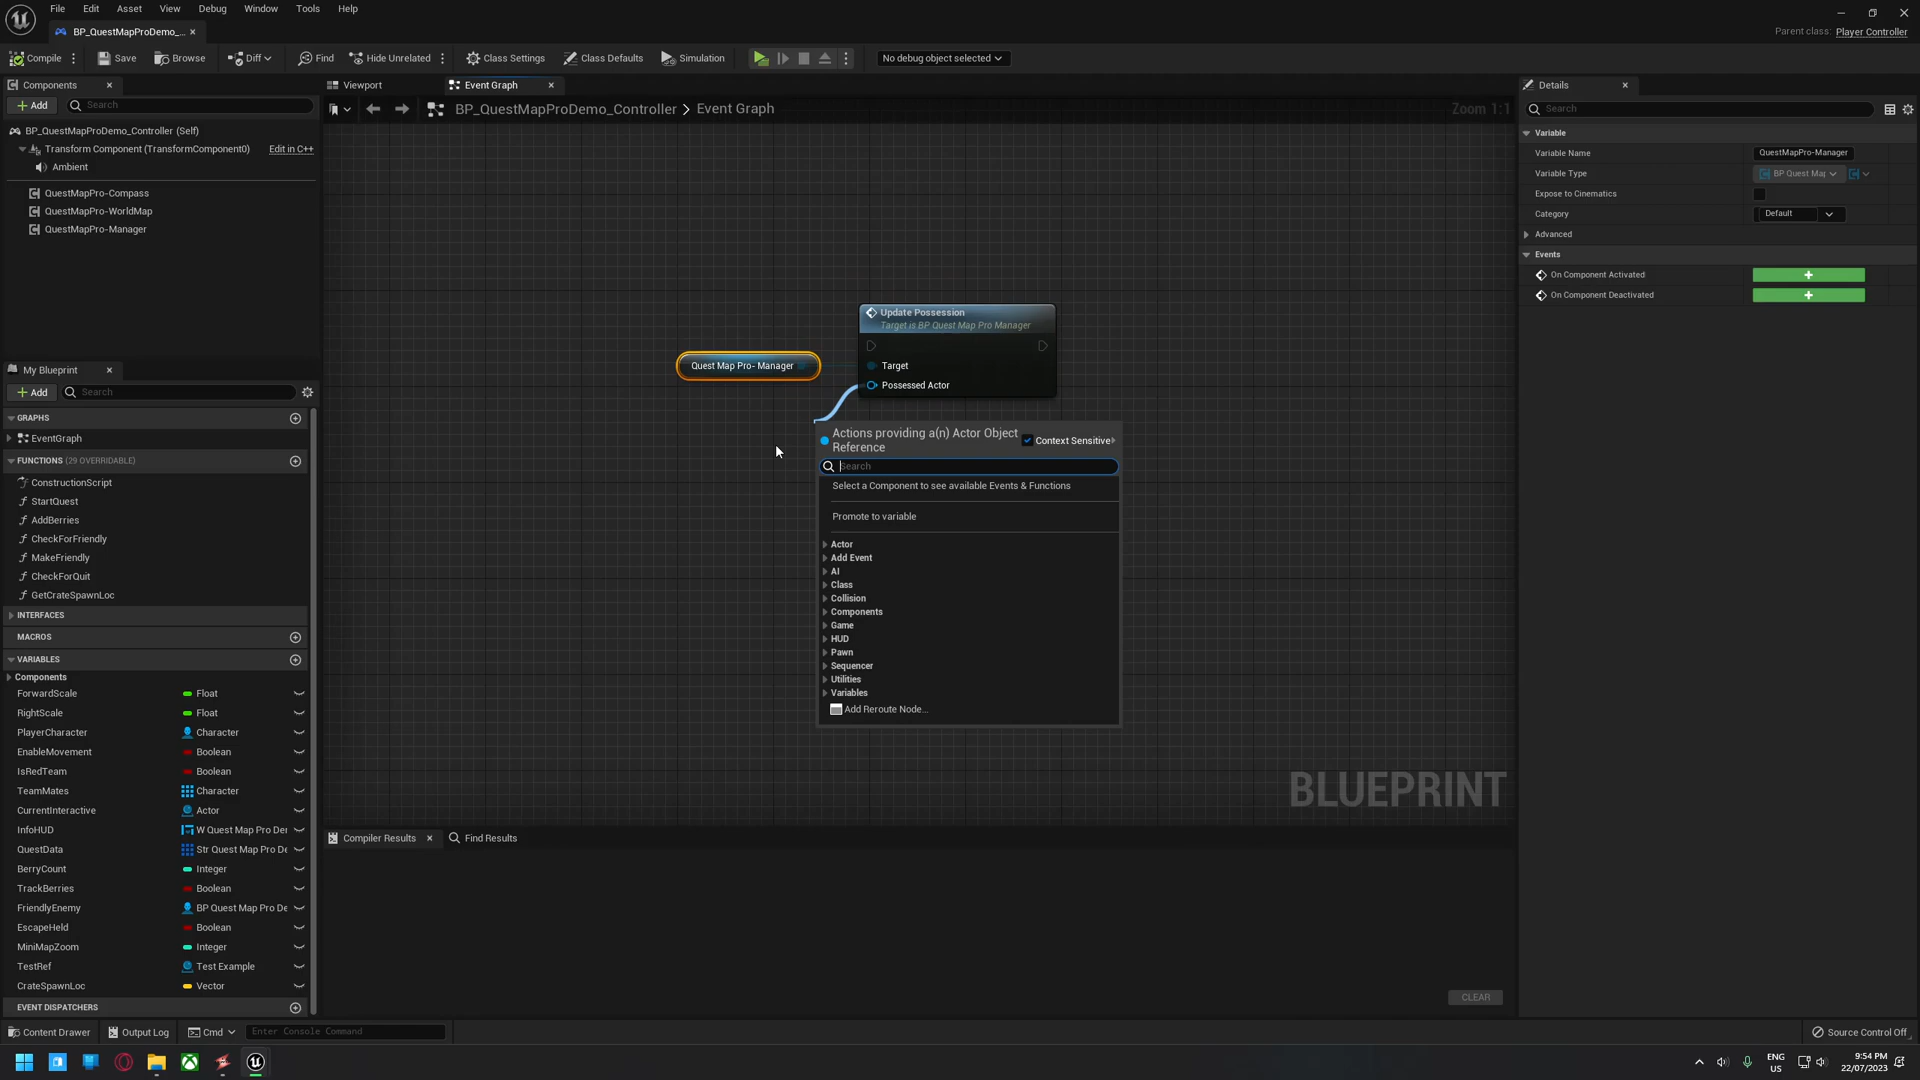 File Edit Asset View Debug Window Tools Help
BP_QuestMapProDemo_...
Parent class: Player Controller
Compile Save Browse Diff Find Hide Unrelated Class Settings Class Defaults Simulation No debug object selected
Components
Add Search
BP_QuestMapProDemo_Controller (Self)
Transform Component (TransformComponent0) Edit in C++
Ambient
QuestMapPro-Compass
QuestMapPro-WorldMap
QuestMapPro-Manager
My Blueprint
Add Search
GRAPHS
EventGraph
FUNCTIONS (29 OVERRIDABLE)
ConstructionScript
StartQuest
AddBerries
CheckForFriendly
MakeFriendly
CheckForQuit
GetCrateSpawnLoc
INTERFACES
MACROS
VARIABLES
Components
ForwardScale Float
RightScale Float
PlayerCharacter Character
EnableMovement Boolean
IsRedTeam Boolean
TeamMates Character
CurrentInteractive Actor
InfoHUD W Quest Map Pro Der
QuestData Str Quest Map Pro De
BerryCount Integer
TrackBerries Boolean
FriendlyEnemy BP Quest Map Pro De
EscapeHeld Boolean
MiniMapZoom Integer
TestRef Test Example
CrateSpawnLoc Vector
EVENT DISPATCHERS
Viewport Event Graph
BP_QuestMapProDemo_Controller > Event Graph
Zoom 1:1
Update Possession
Target is BP Quest Map Pro Manager
Target
Possessed Actor
Quest Map Pro- Manager
Actions providing a(n) Actor Object
Reference
Context Sensitive
Search
Select a Component to see available Events & Functions
Promote to variable
Actor
Add Event
AI
Class
Collision
Components
Game
HUD
Pawn
Sequencer
Utilities
Variables
Add Reroute Node...
BLUEPRINT
Compiler Results Find Results
CLEAR
Details
Search
Variable
Variable Name QuestMapPro-Manager
Variable Type BP Quest Map
Expose to Cinematics
Category Default
Advanced
Events
On Component Activated
On Component Deactivated
Content Drawer Output Log Cmd Enter Console Command
Source Control Off
ENG
US
9:54 PM
22/07/2023